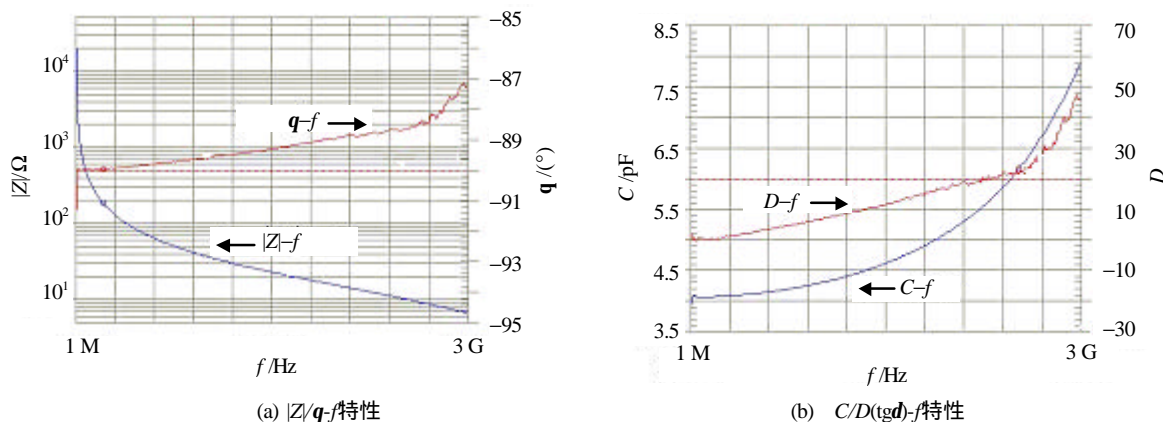 10⁴
10³
10²
10¹
|Z|/Ω
−85
−87
−89
−91
−93
−95
q/(°)
q–f
|Z|–f
1 M
3 G
f /Hz
(a) |Z|/q-f特性
8.5
7.5
6.5
5.5
4.5
3.5
C /pF
70
50
30
10
−10
−30
D
D–f
C–f
1 M
3 G
f /Hz
(b) C/D(tgd)-f特性